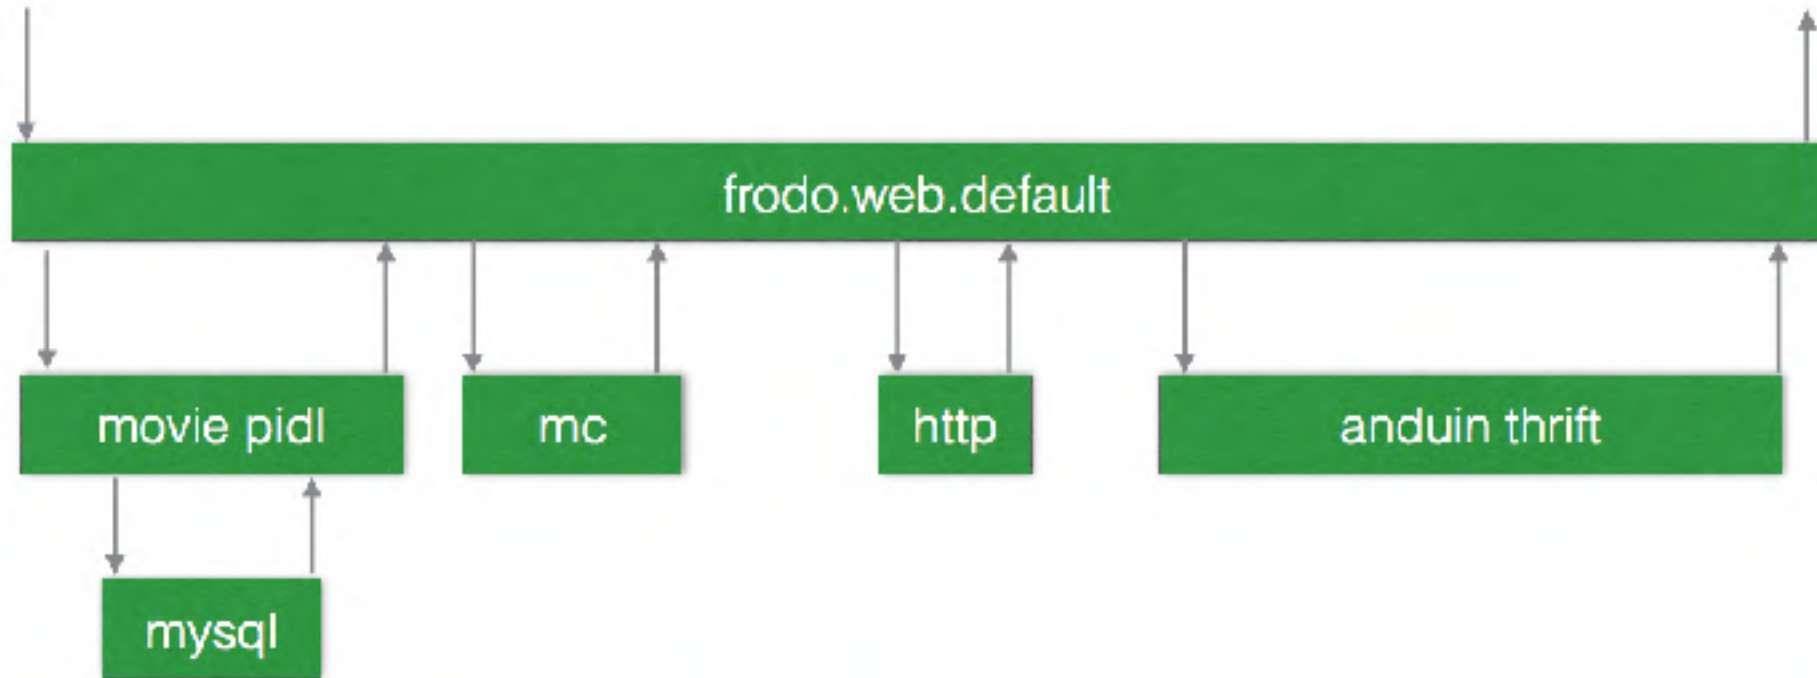 frodo.web.default
movie pidl
mc
http
anduin thrift
mysql